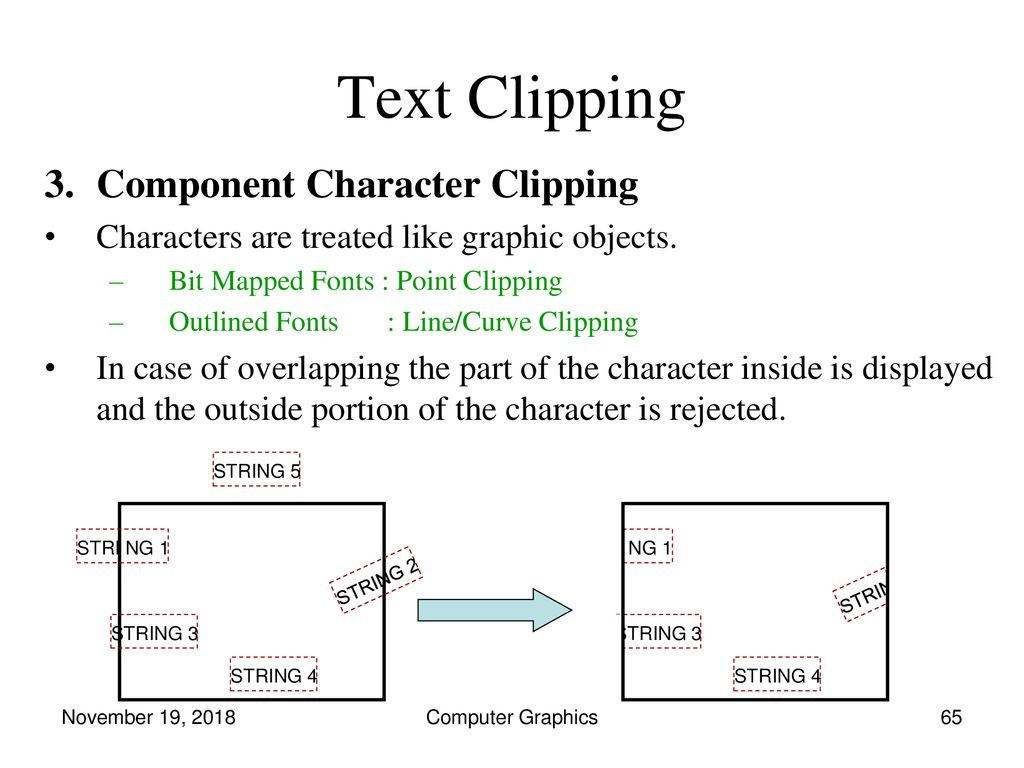 Text Clipping
3. Component Character Clipping
• Characters are treated like graphic objects.
– Bit Mapped Fonts : Point Clipping
– Outlined Fonts : Line/Curve Clipping
• In case of overlapping the part of the character inside is displayed
and the outside portion of the character is rejected.
STRING 5
STRING 1
STRING 2
STRING 3
STRING 4
NG 1
STRIN
STRING 3
STRING 4
November 19, 2018
Computer Graphics
65